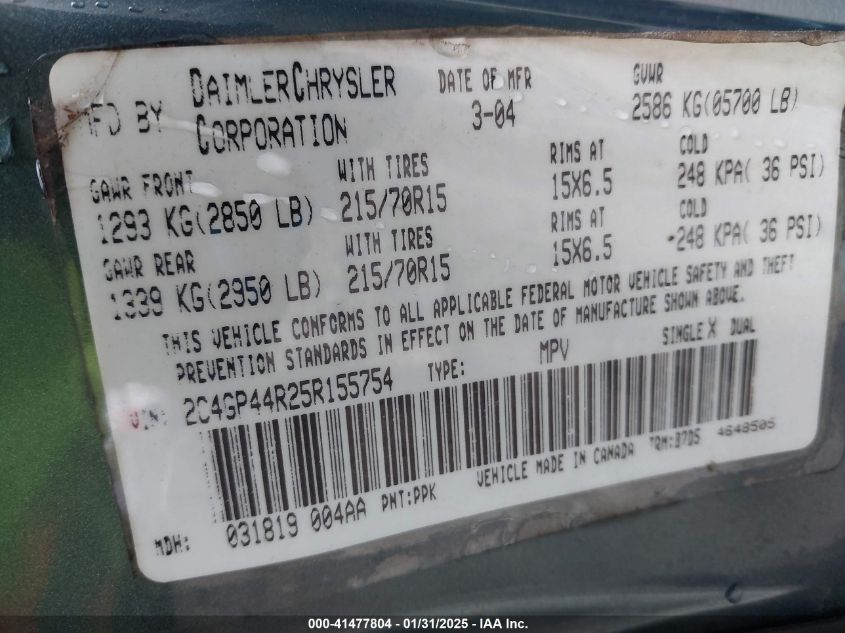 MFD BY DAIMLERCHRYSLER CORPORATION DATE OF MFR 3-04 GVWR 2586 KG(05700 LB)
GAWR FRONT WITH TIRES RIMS AT COLD
1293 KG(2850 LB) 215/70R15 15X6.5 248 KPA( 36 PSI)
GAWR REAR WITH TIRES RIMS AT COLD
1339 KG(2950 LB) 215/70R15 15X6.5 248 KPA( 36 PSI)
THIS VEHICLE CONFORMS TO ALL APPLICABLE FEDERAL MOTOR VEHICLE SAFETY AND THEFT
PREVENTION STANDARDS IN EFFECT ON THE DATE OF MANUFACTURE SHOWN ABOVE.
VIN: 2C4GP44R25R155754 TYPE: MPV SINGLE X DUAL
VEHICLE MADE IN CANADA TRM:B7D5 4648505
MDH: 031819 004AA PNT:PPK
000-41477804 - 01/31/2025 - IAA Inc.